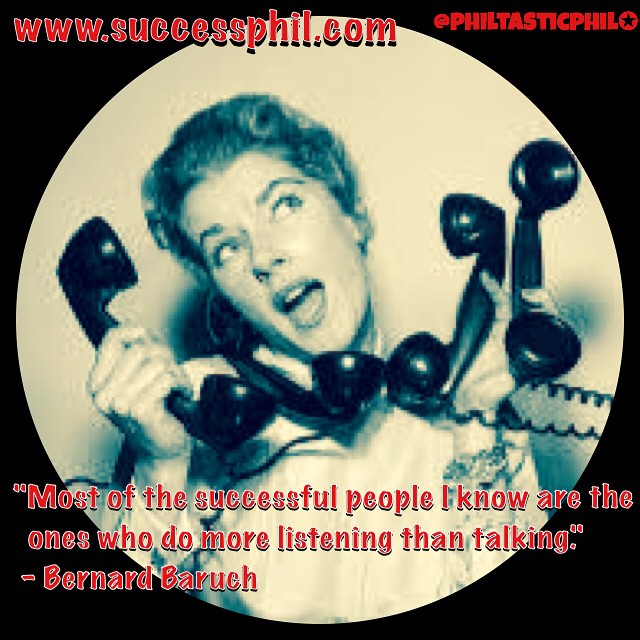 www.successphil.com
@PHILTASTICPHIL✪
"Most of the successful people I know are the
ones who do more listening than talking."
- Bernard Baruch